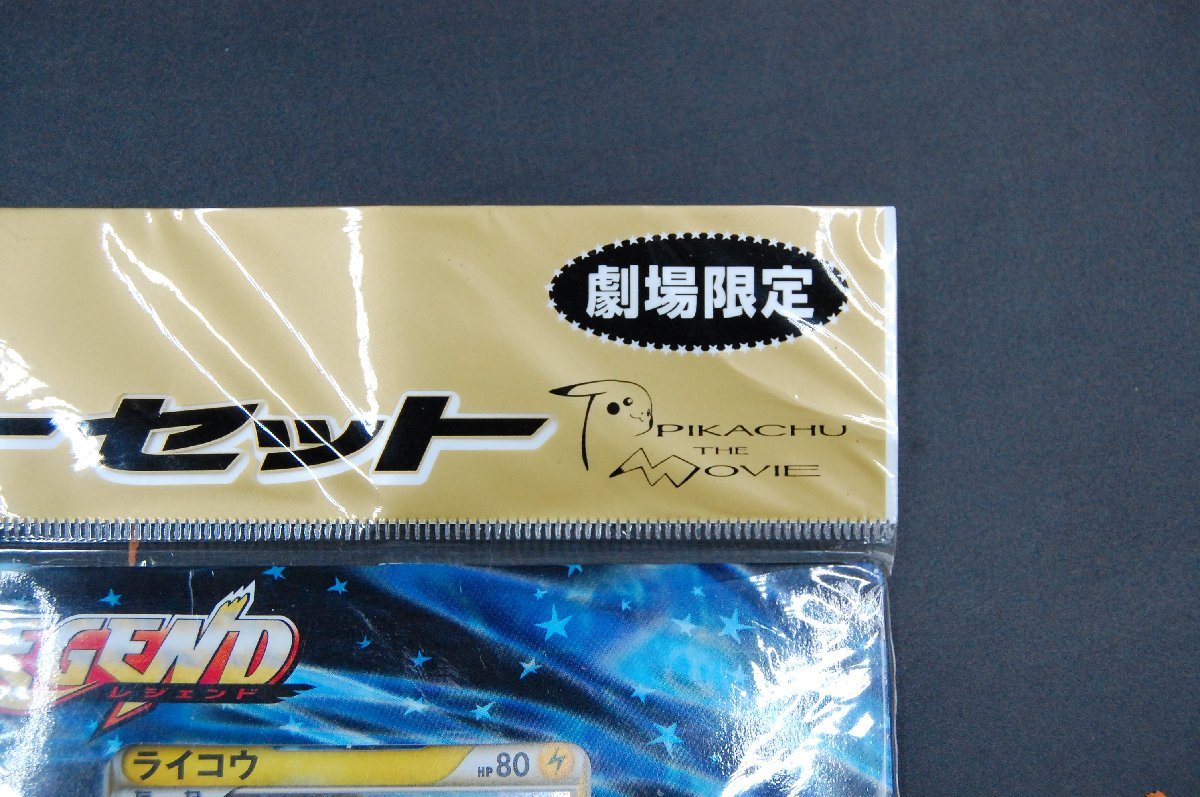 劇場限定
ーセット
PIKACHU
THE
MOVIE
EGEND
レジェンド
ライコウ HP80